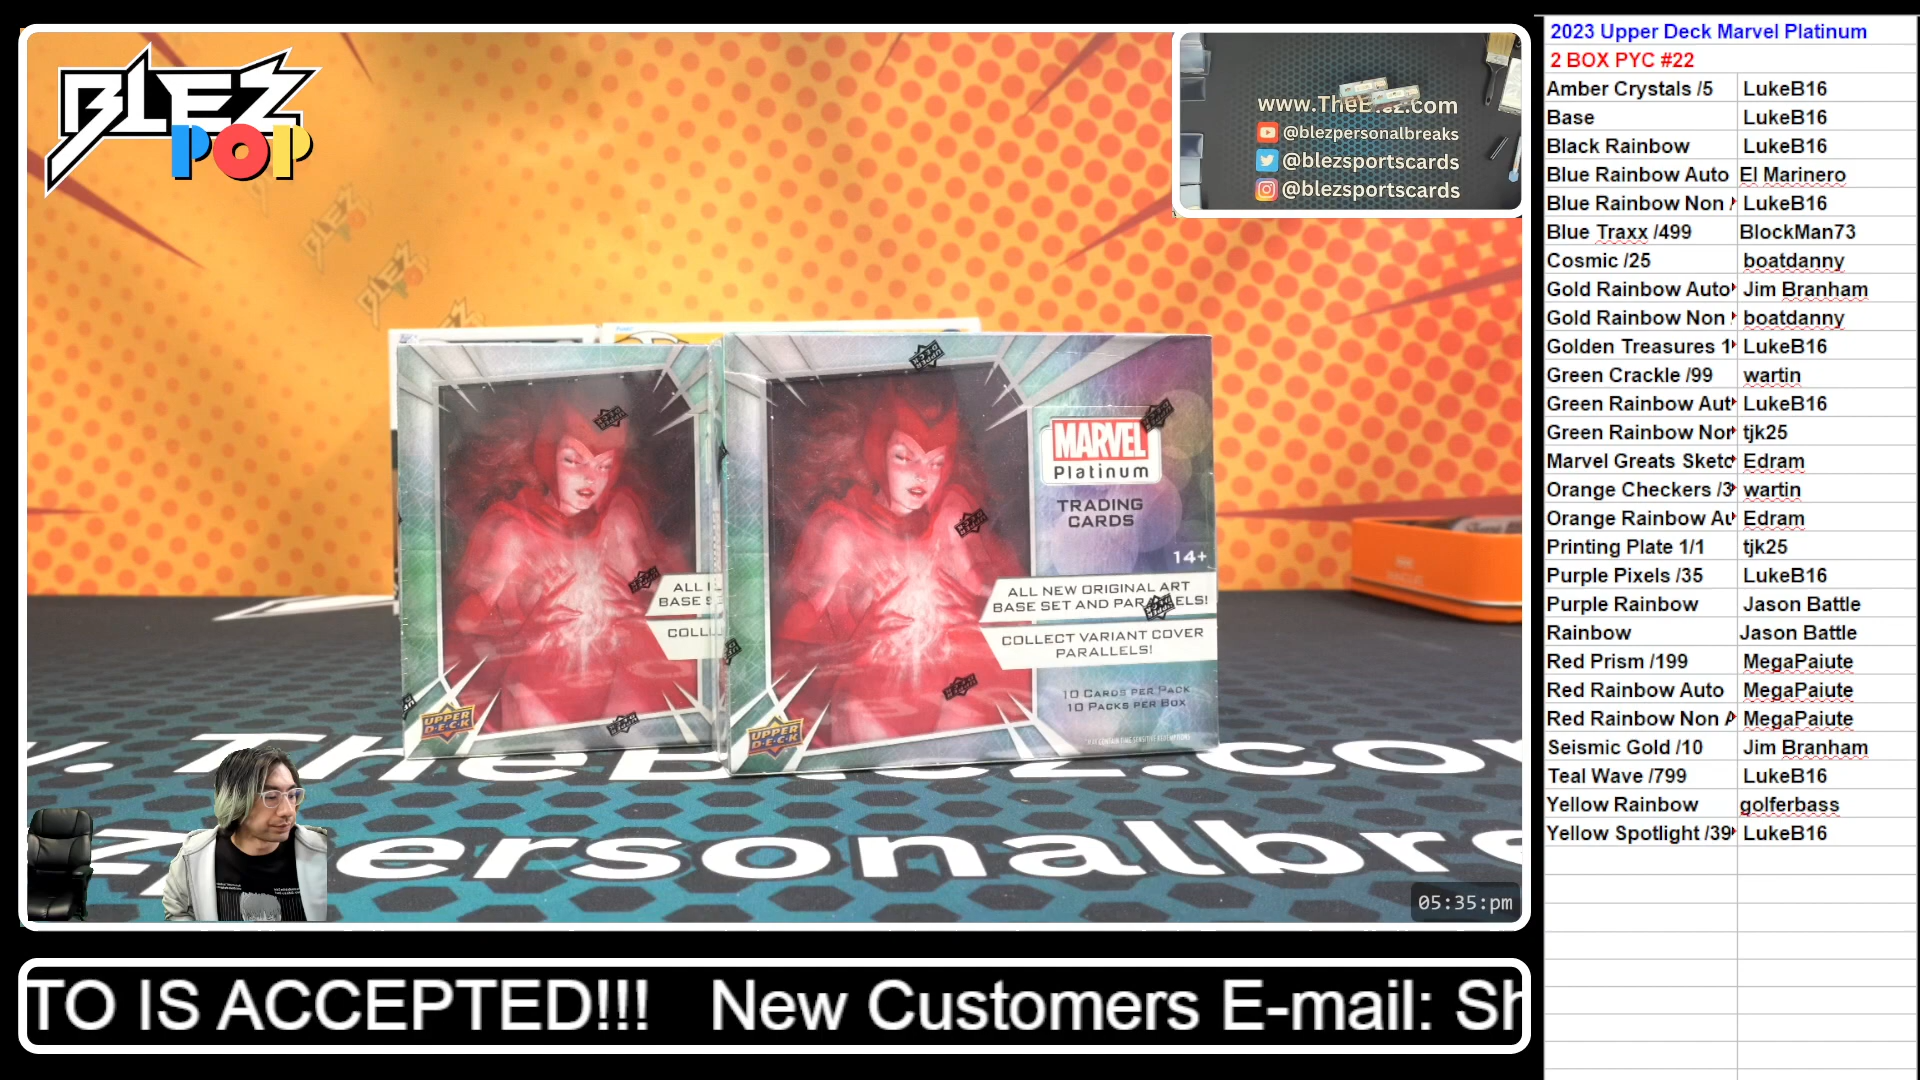 BLEZ
POP
www.TheBlez.com
@blezpersonalbreaks
@blezsportscards
@blezsportscards
MARVEL
Platinum
TRADING
CARDS
14+
ALL
BASE SE
COLL
ALL NEW ORIGINAL ART
BASE SET AND PARALLELS!
COLLECT VARIANT COVER
PARALLELS!
10 CARDS PER PACK
10 PACKS PER BOX
UPPER
DECK
UPPER
DECK
TheBlez.co
ersonalbre
05:35:pm
TO IS ACCEPTED!!! New Customers E-mail: Sh
2023 Upper Deck Marvel Platinum
2 BOX PYC #22
Amber Crystals /5 LukeB16
Base LukeB16
Black Rainbow LukeB16
Blue Rainbow Auto El Marinero
Blue Rainbow Non LukeB16
Blue Traxx /499 BlockMan73
Cosmic /25 boatdanny
Gold Rainbow Auto Jim Branham
Gold Rainbow Non boatdanny
Golden Treasures 1 LukeB16
Green Crackle /99 wartin
Green Rainbow Aut LukeB16
Green Rainbow Nor tjk25
Marvel Greats Sketc Edram
Orange Checkers /3 wartin
Orange Rainbow Au Edram
Printing Plate 1/1 tjk25
Purple Pixels /35 LukeB16
Purple Rainbow Jason Battle
Rainbow Jason Battle
Red Prism /199 MegaPaiute
Red Rainbow Auto MegaPaiute
Red Rainbow Non A MegaPaiute
Seismic Gold /10 Jim Branham
Teal Wave /799 LukeB16
Yellow Rainbow golferbass
Yellow Spotlight /39 LukeB16